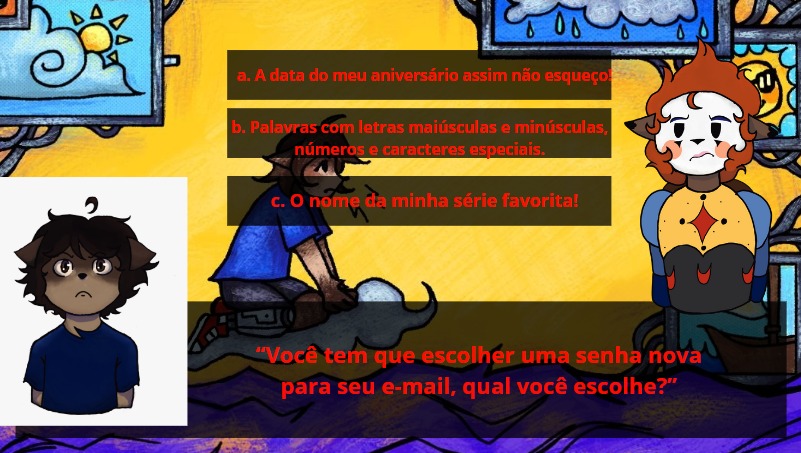 a. A data do meu aniversário assim não esqueço!
b. Palavras com letras maiúsculas e minúsculas,
números e caracteres especiais.
c. O nome da minha série favorita!
“Você tem que escolher uma senha nova
para seu e-mail, qual você escolhe?”